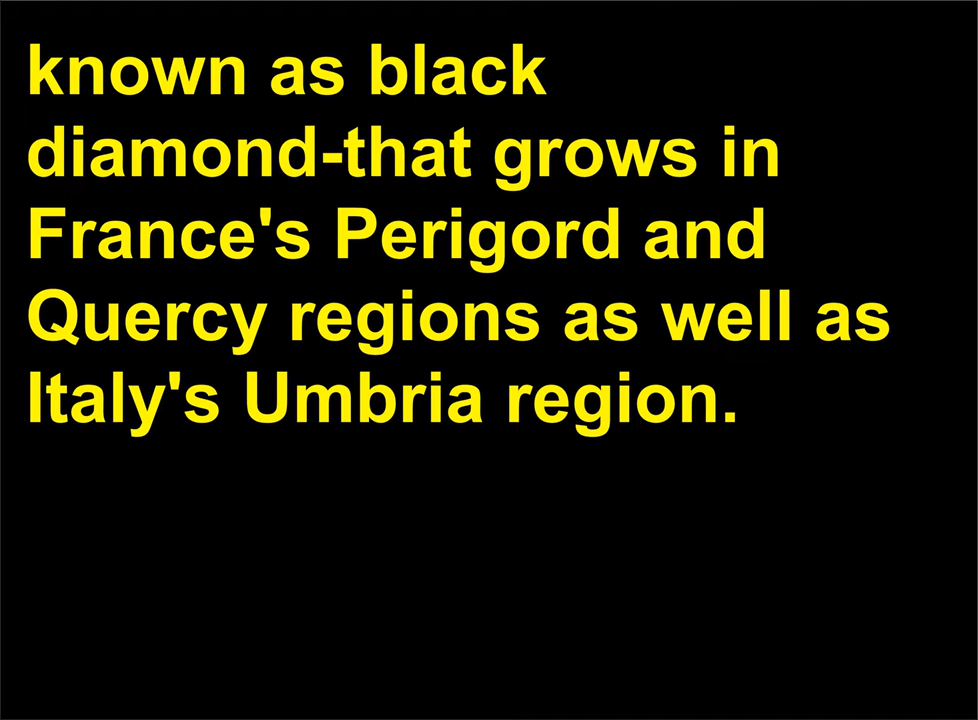 known as black
diamond-that grows in
France's Perigord and
Quercy regions as well as
Italy's Umbria region.